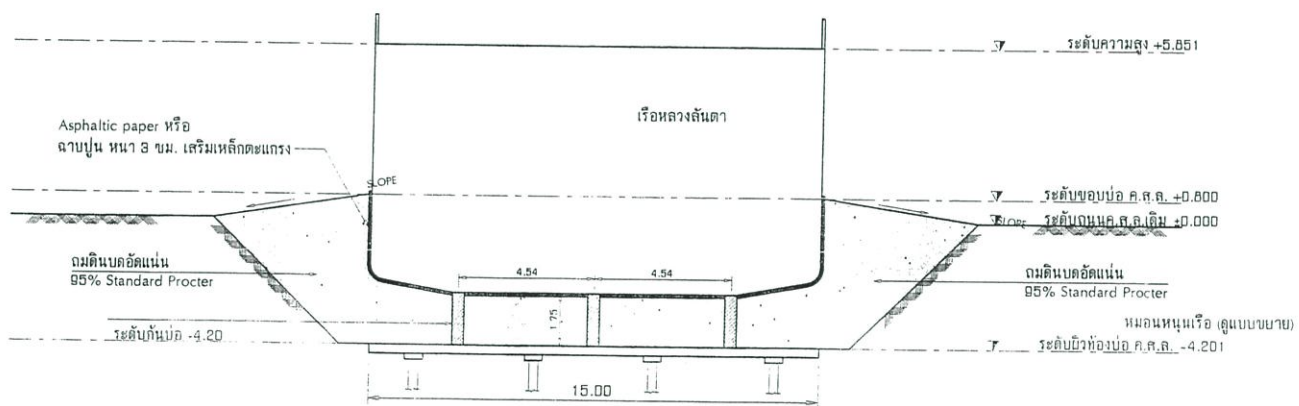 ระดับความสูง +5.851
เรือหลวงลันตา
Asphaltic paper หรือ
ฉาบปูน หนา 3 ซม. เสริมเหล็กตะแกรง
SLOPE
ระดับขอบบ่อ ค.ส.ล. +0.800
SLOPE
ระดับถนนค.ส.ล.เดิม ±0.000
ถมดินบดอัดแน่น
95% Standard Procter
4.54
4.54
ถมดินบดอัดแน่น
95% Standard Procter
1.75
หมอนหนุนเรือ (ดูแบบขยาย)
ระดับก้นบ่อ -4.20
ระดับผิวท้องบ่อ ค.ส.ล. -4.201
15.00